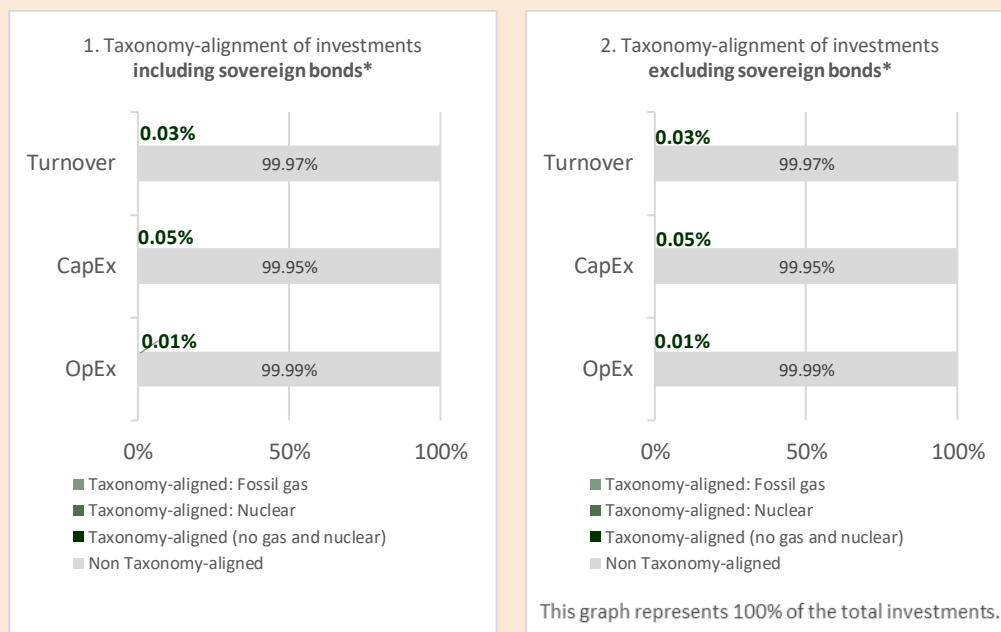 1. Taxonomy-alignment of investments
including sovereign bonds*
0.03%
Turnover
99.97%
0.05%
CapEx
99.95%
0.01%
OpEx
99.99%
0%
50%
100%
Taxonomy-aligned: Fossil gas
Taxonomy-aligned: Nuclear
Taxonomy-aligned (no gas and nuclear)
Non Taxonomy-aligned
2. Taxonomy-alignment of investments
excluding sovereign bonds*
0.03%
Turnover
99.97%
0.05%
CapEx
99.95%
0.01%
OpEx
99.99%
0%
50%
100%
Taxonomy-aligned: Fossil gas
Taxonomy-aligned: Nuclear
Taxonomy-aligned (no gas and nuclear)
Non Taxonomy-aligned
This graph represents 100% of the total investments.